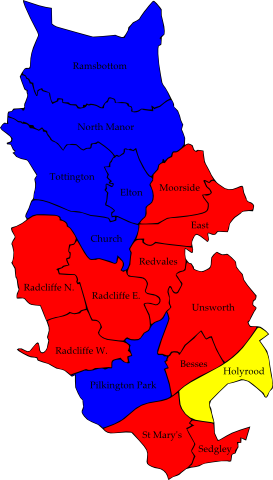 Ramsbottom
North Manor
Tottington
Elton
Moorside
East
Church
Redvales
Radcliffe N.
Radcliffe E.
Unsworth
Radcliffe W.
Besses
Holyrood
Pilkington Park
St Mary's
Sedgley